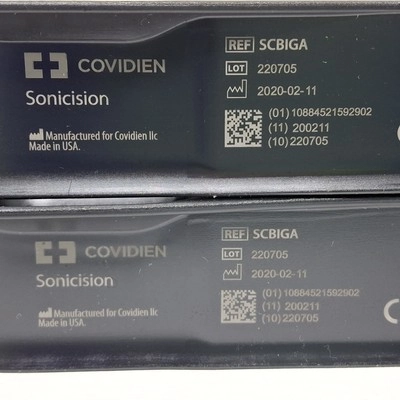 COVIDIEN
Sonicision
Manufactured for Covidien llc
Made in USA.
REF SCBIGA
LOT 220705
2020-02-11
(01)10884521592902
(11) 200211
(10) 220705
C
COVIDIEN
Sonicision
Manufactured for Covidien llc
Made in USA.
REF SCBIGA
LOT 220705
2020-02-11
(01)10884521592902
(11) 200211
(10) 220705
C